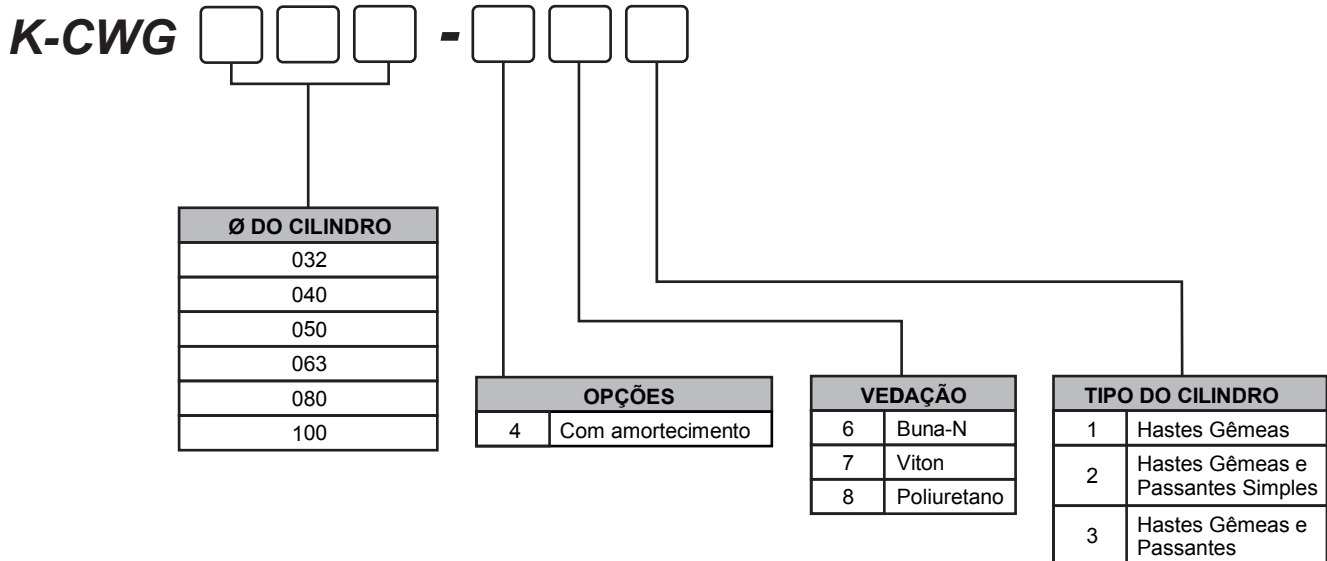 K-CWG -
Ø DO CILINDRO
032
040
050
063
080
100
OPÇÕES
4 Com amortecimento
VEDAÇÃO
6 Buna-N
7 Viton
8 Poliuretano
TIPO DO CILINDRO
1 Hastes Gêmeas
2 Hastes Gêmeas e
Passantes Simples
3 Hastes Gêmeas e
Passantes